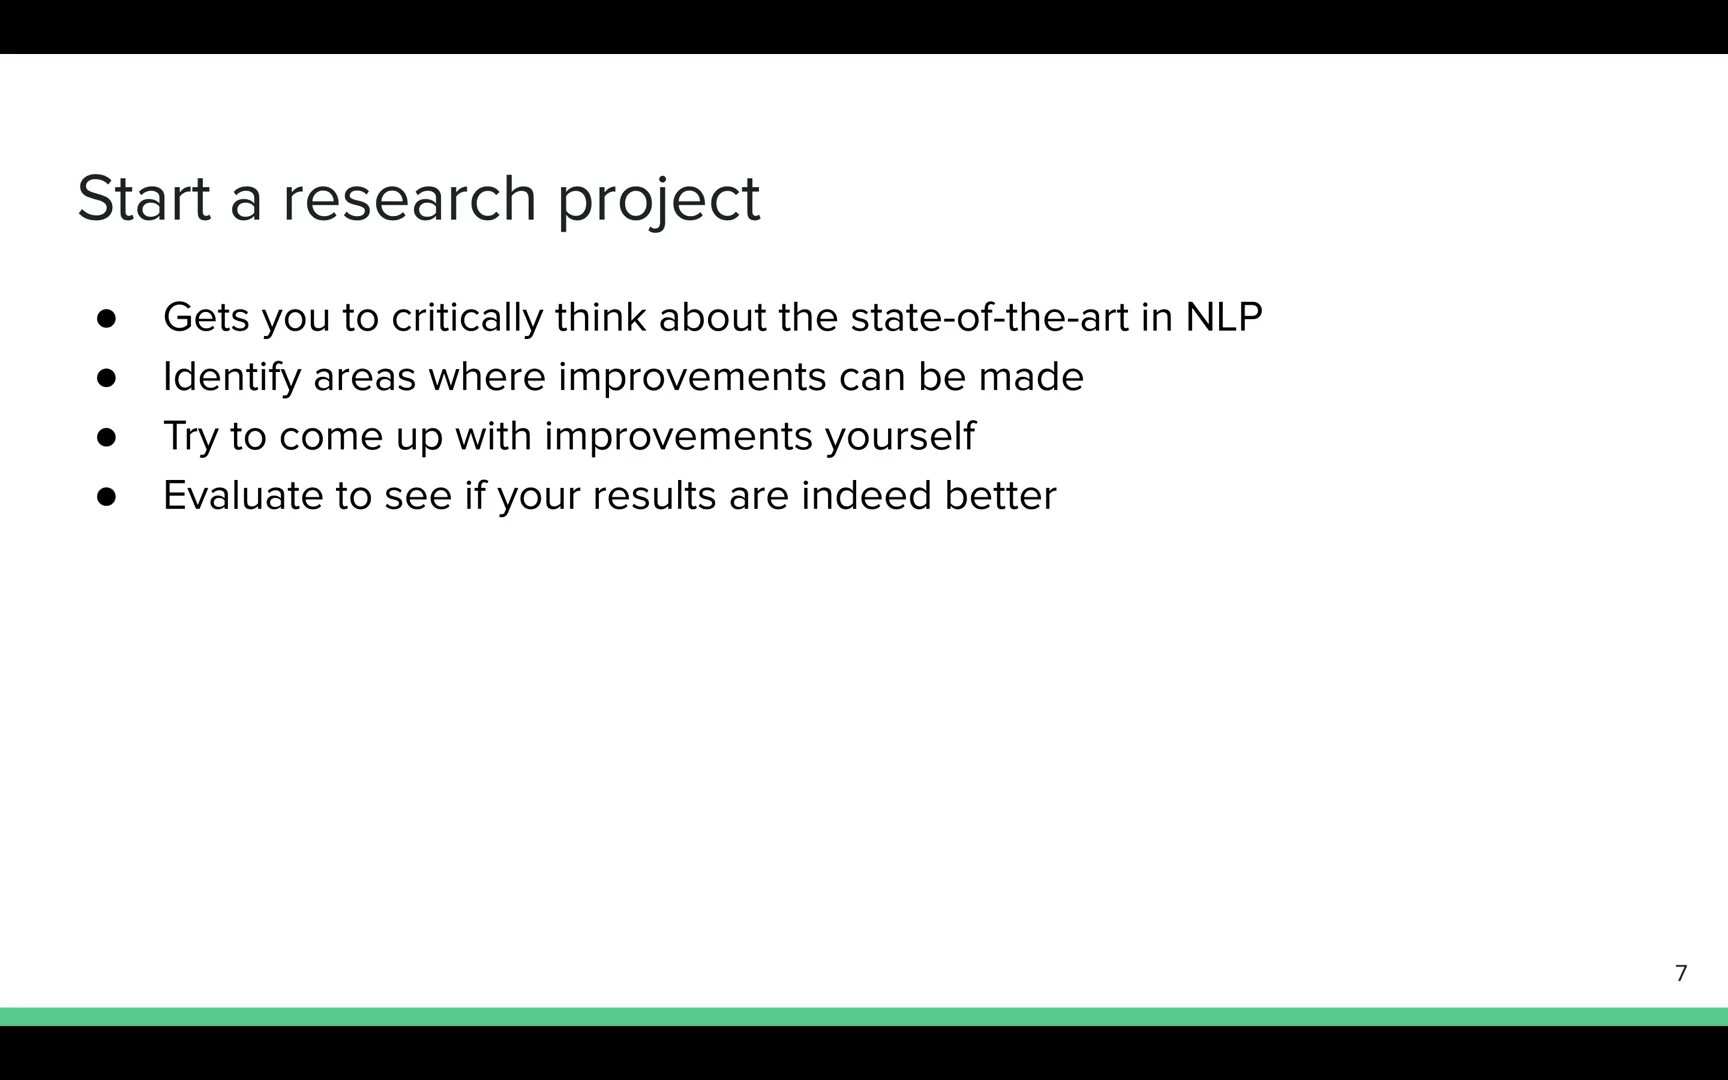 Start a research project
● Gets you to critically think about the state-of-the-art in NLP
● Identify areas where improvements can be made
● Try to come up with improvements yourself
● Evaluate to see if your results are indeed better
7